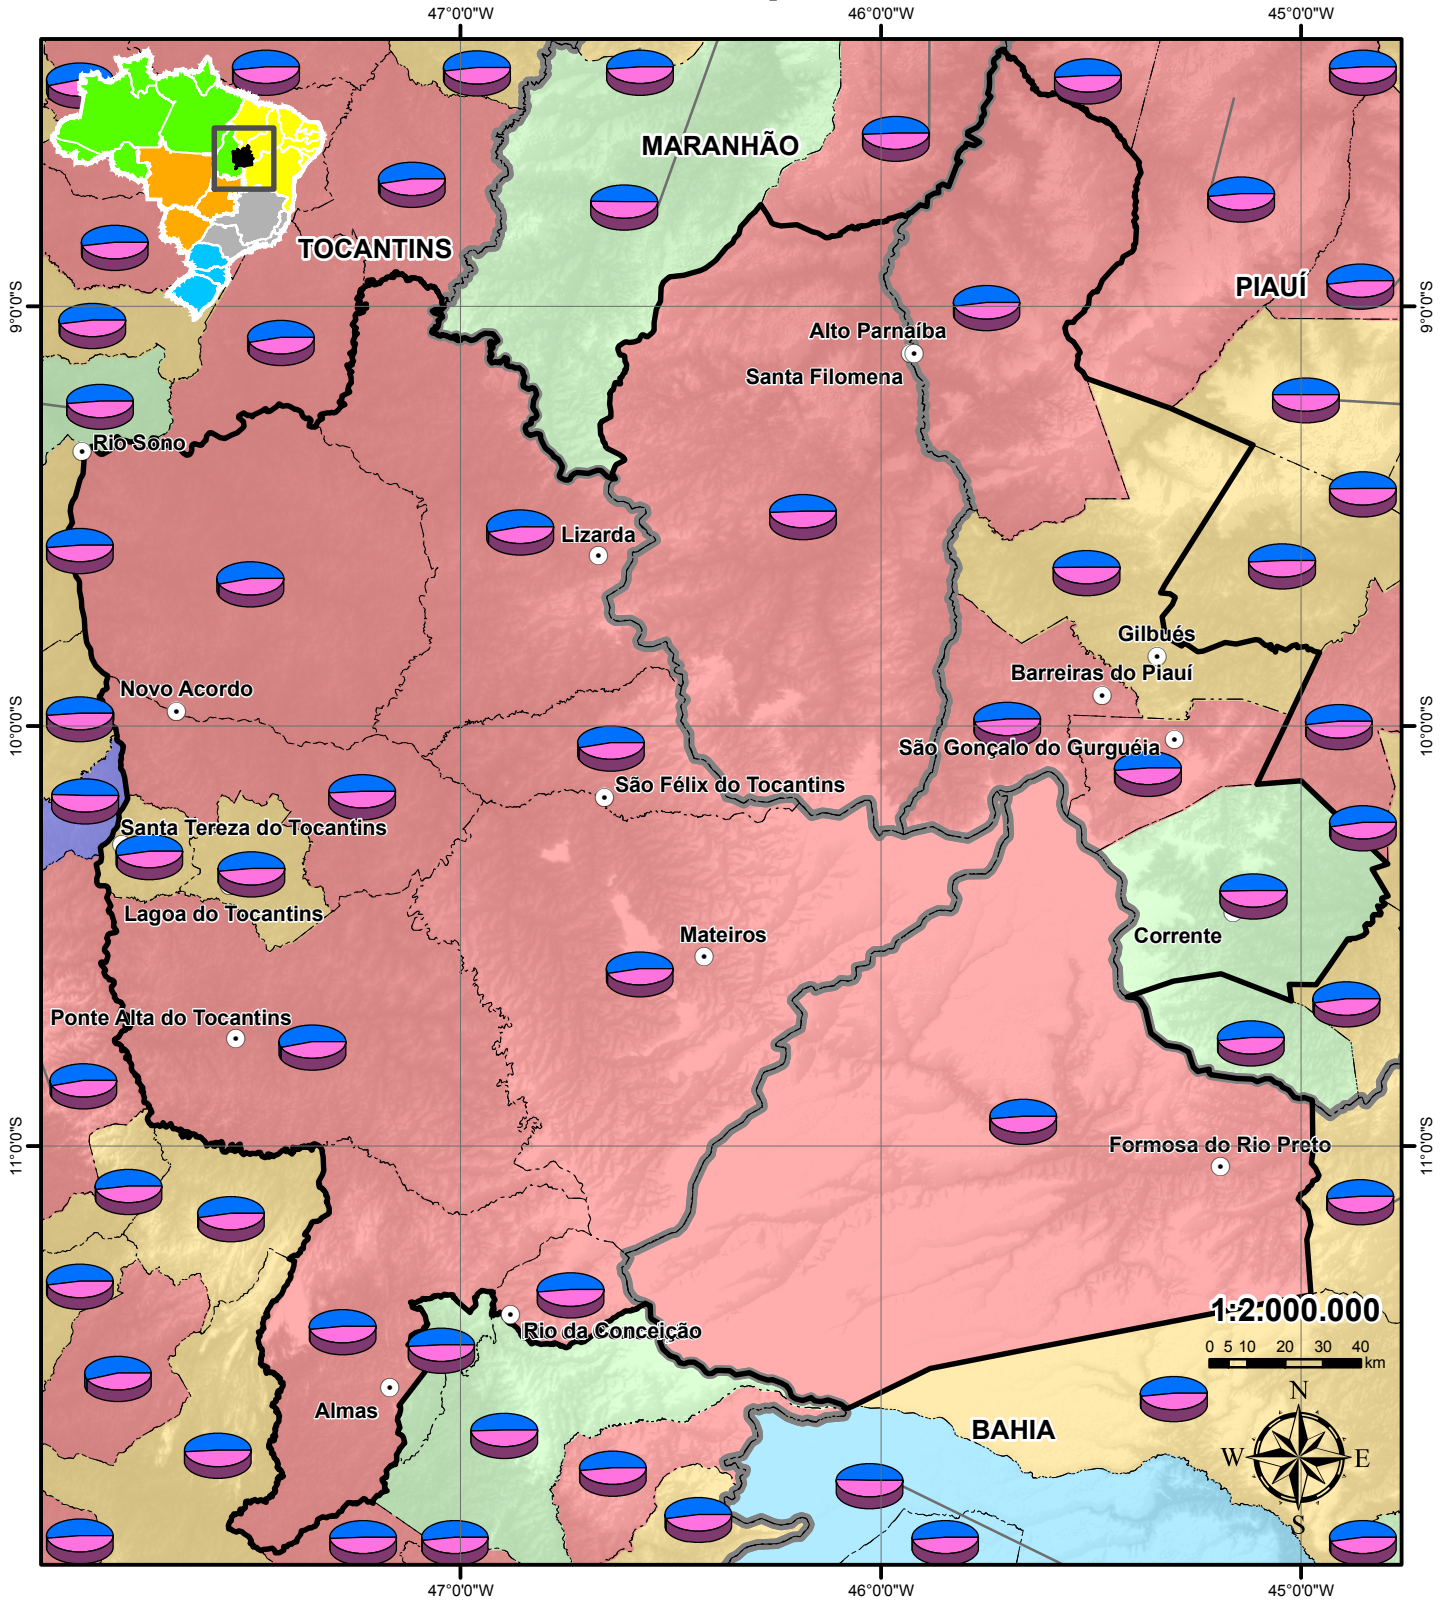 47°0'0"W
46°0'0"W
45°0'0"W
MARANHÃO
TOCANTINS
PIAUÍ
9°0'0"S
9°0'0"S
Alto Parnaíba
Santa Filomena
Rio Sono
Lizarda
Gilbués
Barreiras do Piauí
Novo Acordo
10°0'0"S
10°0'0"S
São Gonçalo do Gurguéia
São Félix do Tocantins
Santa Tereza do Tocantins
Lagoa do Tocantins
Mateiros
Corrente
Ponte Alta do Tocantins
11°0'0"S
11°0'0"S
Formosa do Rio Preto
1:2.000.000
Rio da Conceição
0 5 10 20 30 40
km
Almas
BAHIA
N
W
E
S
47°0'0"W
46°0'0"W
45°0'0"W